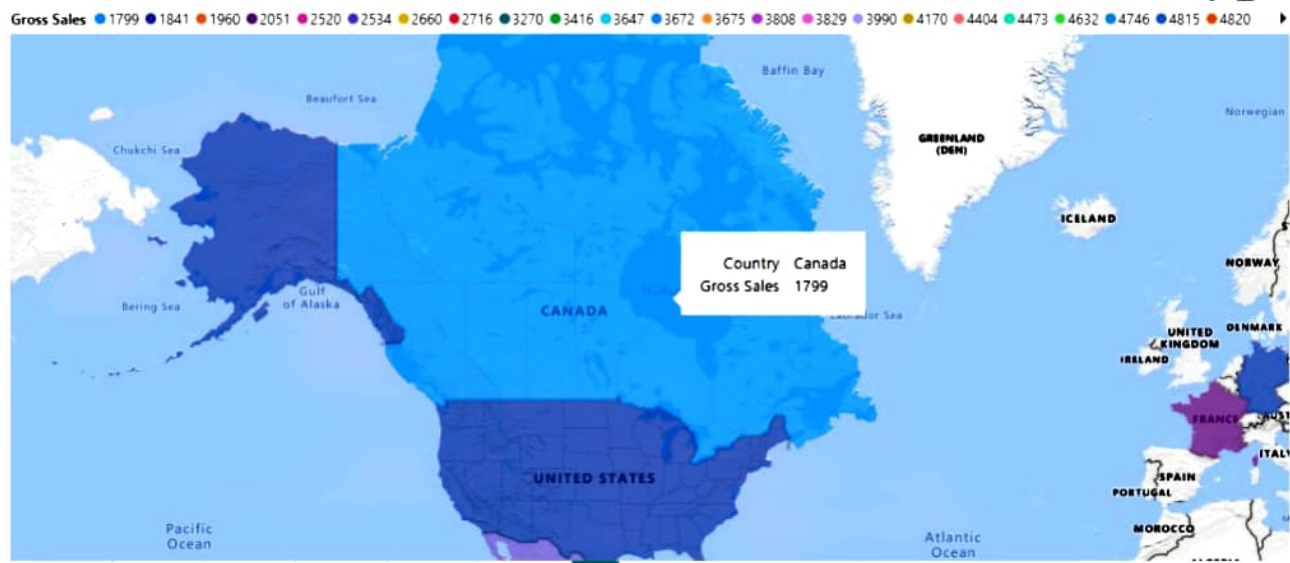 Gross Sales 1799 1841 1960 2051 2520 2534 2660 2716 3270 3416 3647 3672 3675 3808 3829 3990 4170 4404 4473 4632 4746 4815 4820
Baffin Bay
Beaufort Sea
Norwegian
Chukchi Sea
GREENLAND
(DEN)
ICELAND
Country Canada
NORWAY
Gross Sales 1799
Gulf
of Alaska
Bering Sea
CANADA
Labrador Sea
UNITED
KINGDOM
DENMARK
IRELAND
FRANCE
AUST
ITALY
UNITED STATES
SPAIN
PORTUGAL
MOROCCO
Pacific
Ocean
Atlantic
Ocean